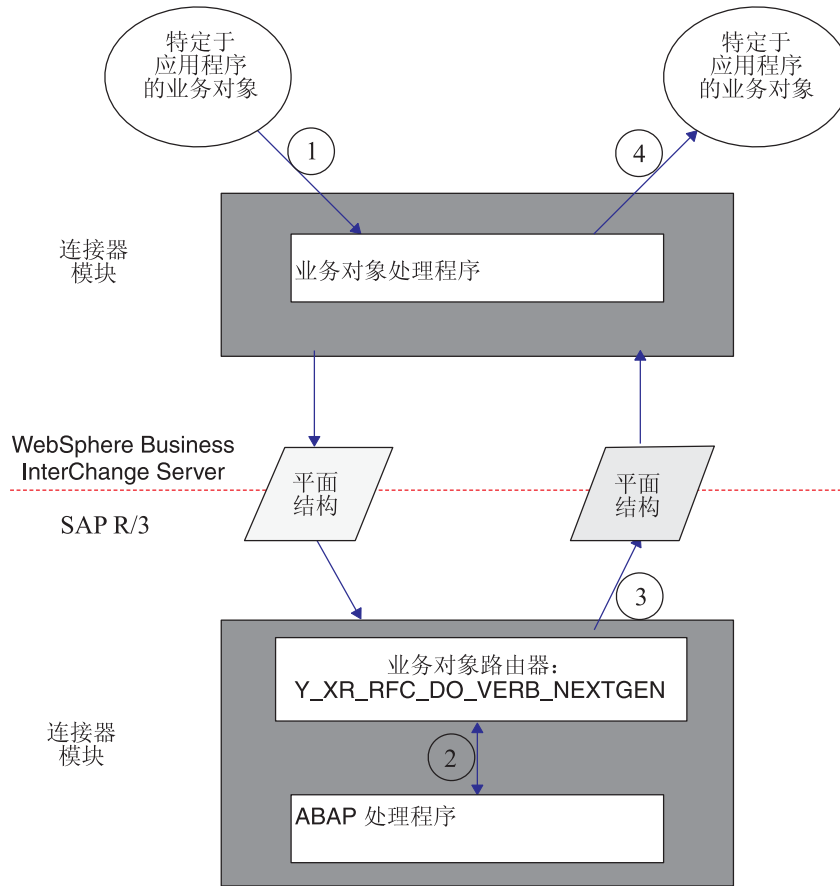 特定于
应用程序
的业务对象
特定于
应用程序
的业务对象
1
4
连接器
模块
业务对象处理程序
WebSphere Business
InterChange Server
平面
结构
平面
结构
SAP R/3
3
业务对象路由器：
Y_XR_RFC_DO_VERB_NEXTGEN
连接器
模块
2
ABAP 处理程序